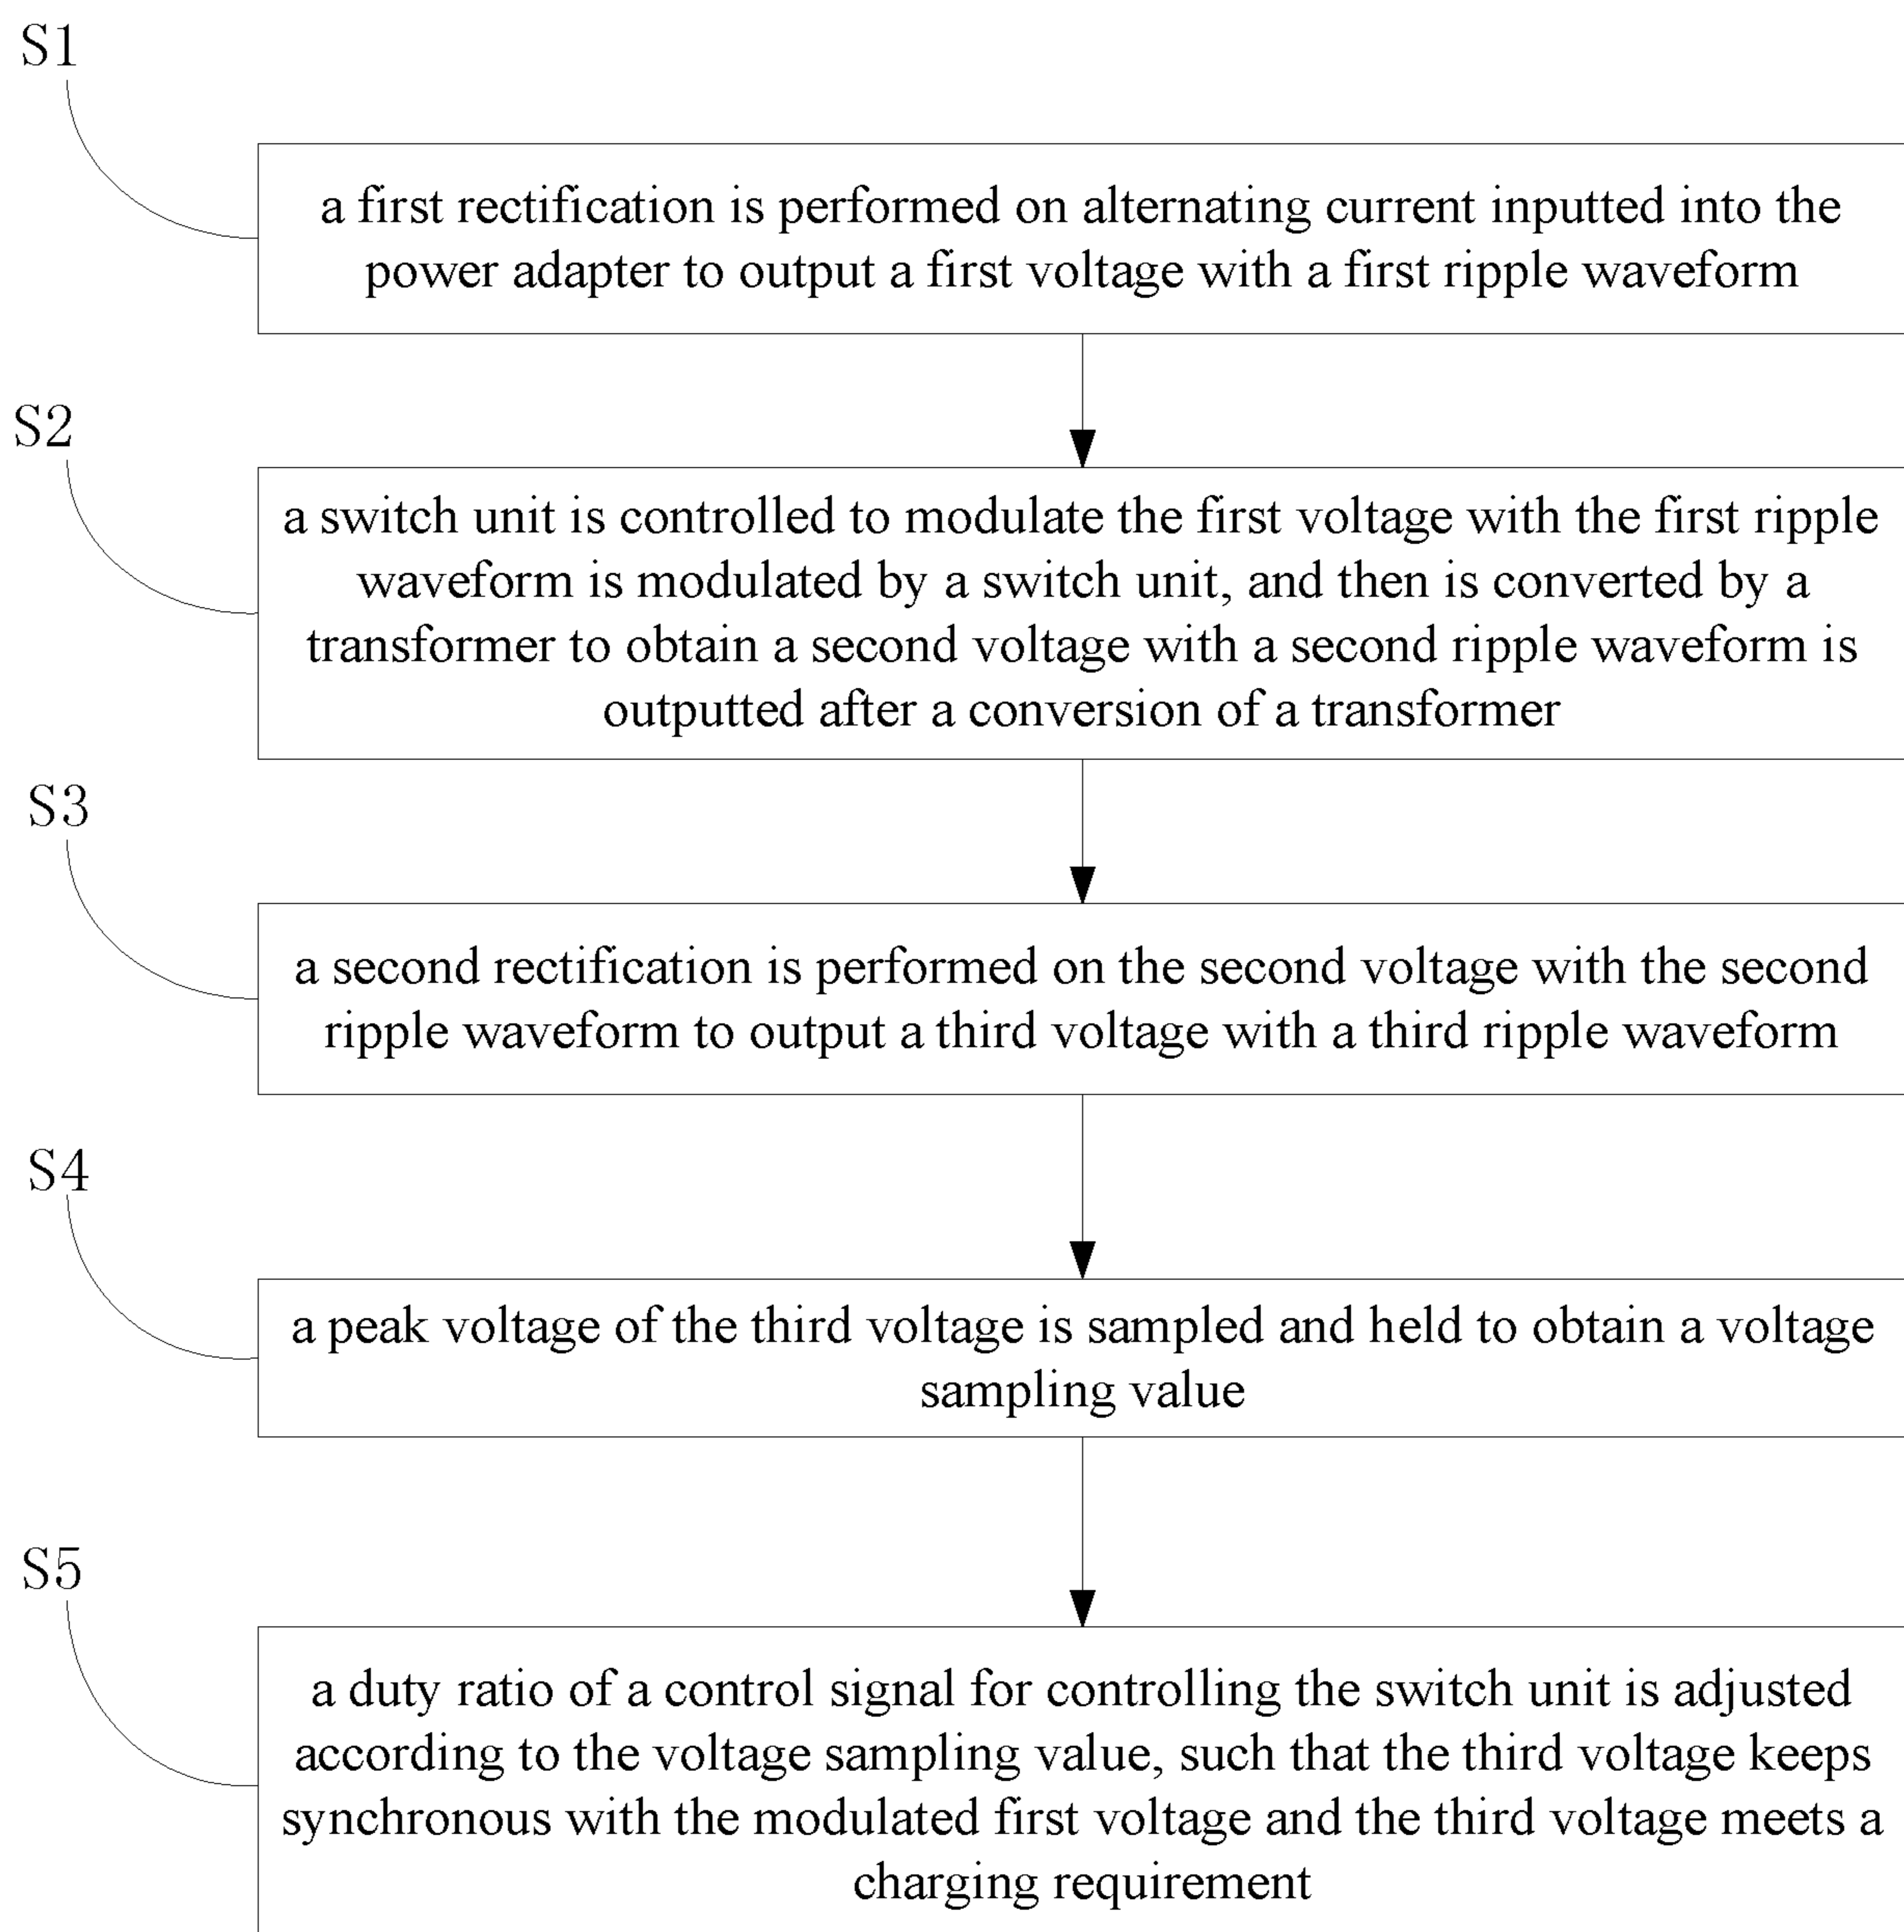 S1
a first rectification is performed on alternating current inputted into the
power adapter to output a first voltage with a first ripple waveform
S2
a switch unit is controlled to modulate the first voltage with the first ripple
waveform is modulated by a switch unit, and then is converted by a
transformer to obtain a second voltage with a second ripple waveform is
outputted after a conversion of a transformer
S3
a second rectification is performed on the second voltage with the second
ripple waveform to output a third voltage with a third ripple waveform
S4
a peak voltage of the third voltage is sampled and held to obtain a voltage
sampling value
S5
a duty ratio of a control signal for controlling the switch unit is adjusted
according to the voltage sampling value, such that the third voltage keeps
synchronous with the modulated first voltage and the third voltage meets a
charging requirement